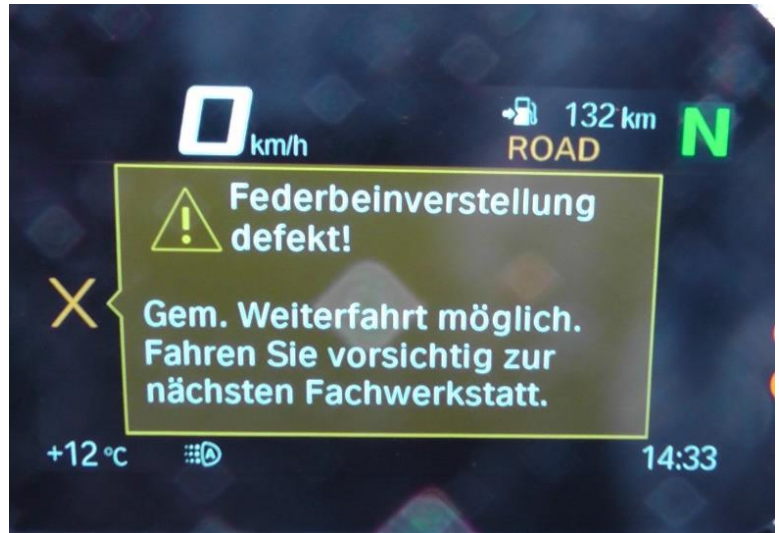 0 km/h
132 km
ROAD
N
Federbeinverstellung
defekt!
Gem. Weiterfahrt möglich.
Fahren Sie vorsichtig zur
nächsten Fachwerkstatt.
+12 °C
A
14:33